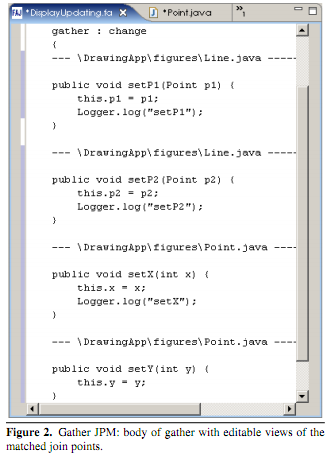 *DisplayUpdating.fa
*Point.java
»1
gather : change
{
--- \DrawingApp\figures\Line.java -----
public void setP1(Point p1) {
this.p1 = p1;
Logger.log("setP1");
}
--- \DrawingApp\figures\Line.java -----
public void setP2(Point p2) {
this.p2 = p2;
Logger.log("setP2");
}
--- \DrawingApp\figures\Point.java ----
public void setX(int x) {
this.x = x;
Logger.log("setX");
}
--- \DrawingApp\figures\Point.java ----
public void setY(int y) {
this.y = y;
}
Figure 2. Gather JPM: body of gather with editable views of the
matched join points.